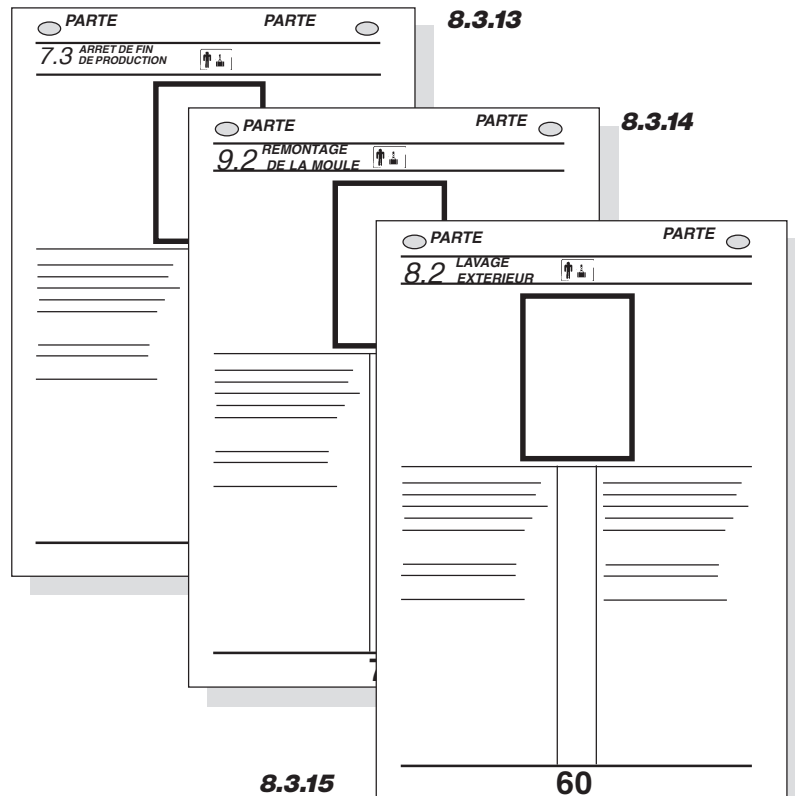 PARTE PARTE
8.3.13
7.3 ARRET DE FIN
DE PRODUCTION
PARTE PARTE
8.3.14
9.2 REMONTAGE
DE LA MOULE
PARTE PARTE
8.2 LAVAGE
EXTERIEUR
7
8.3.15
60